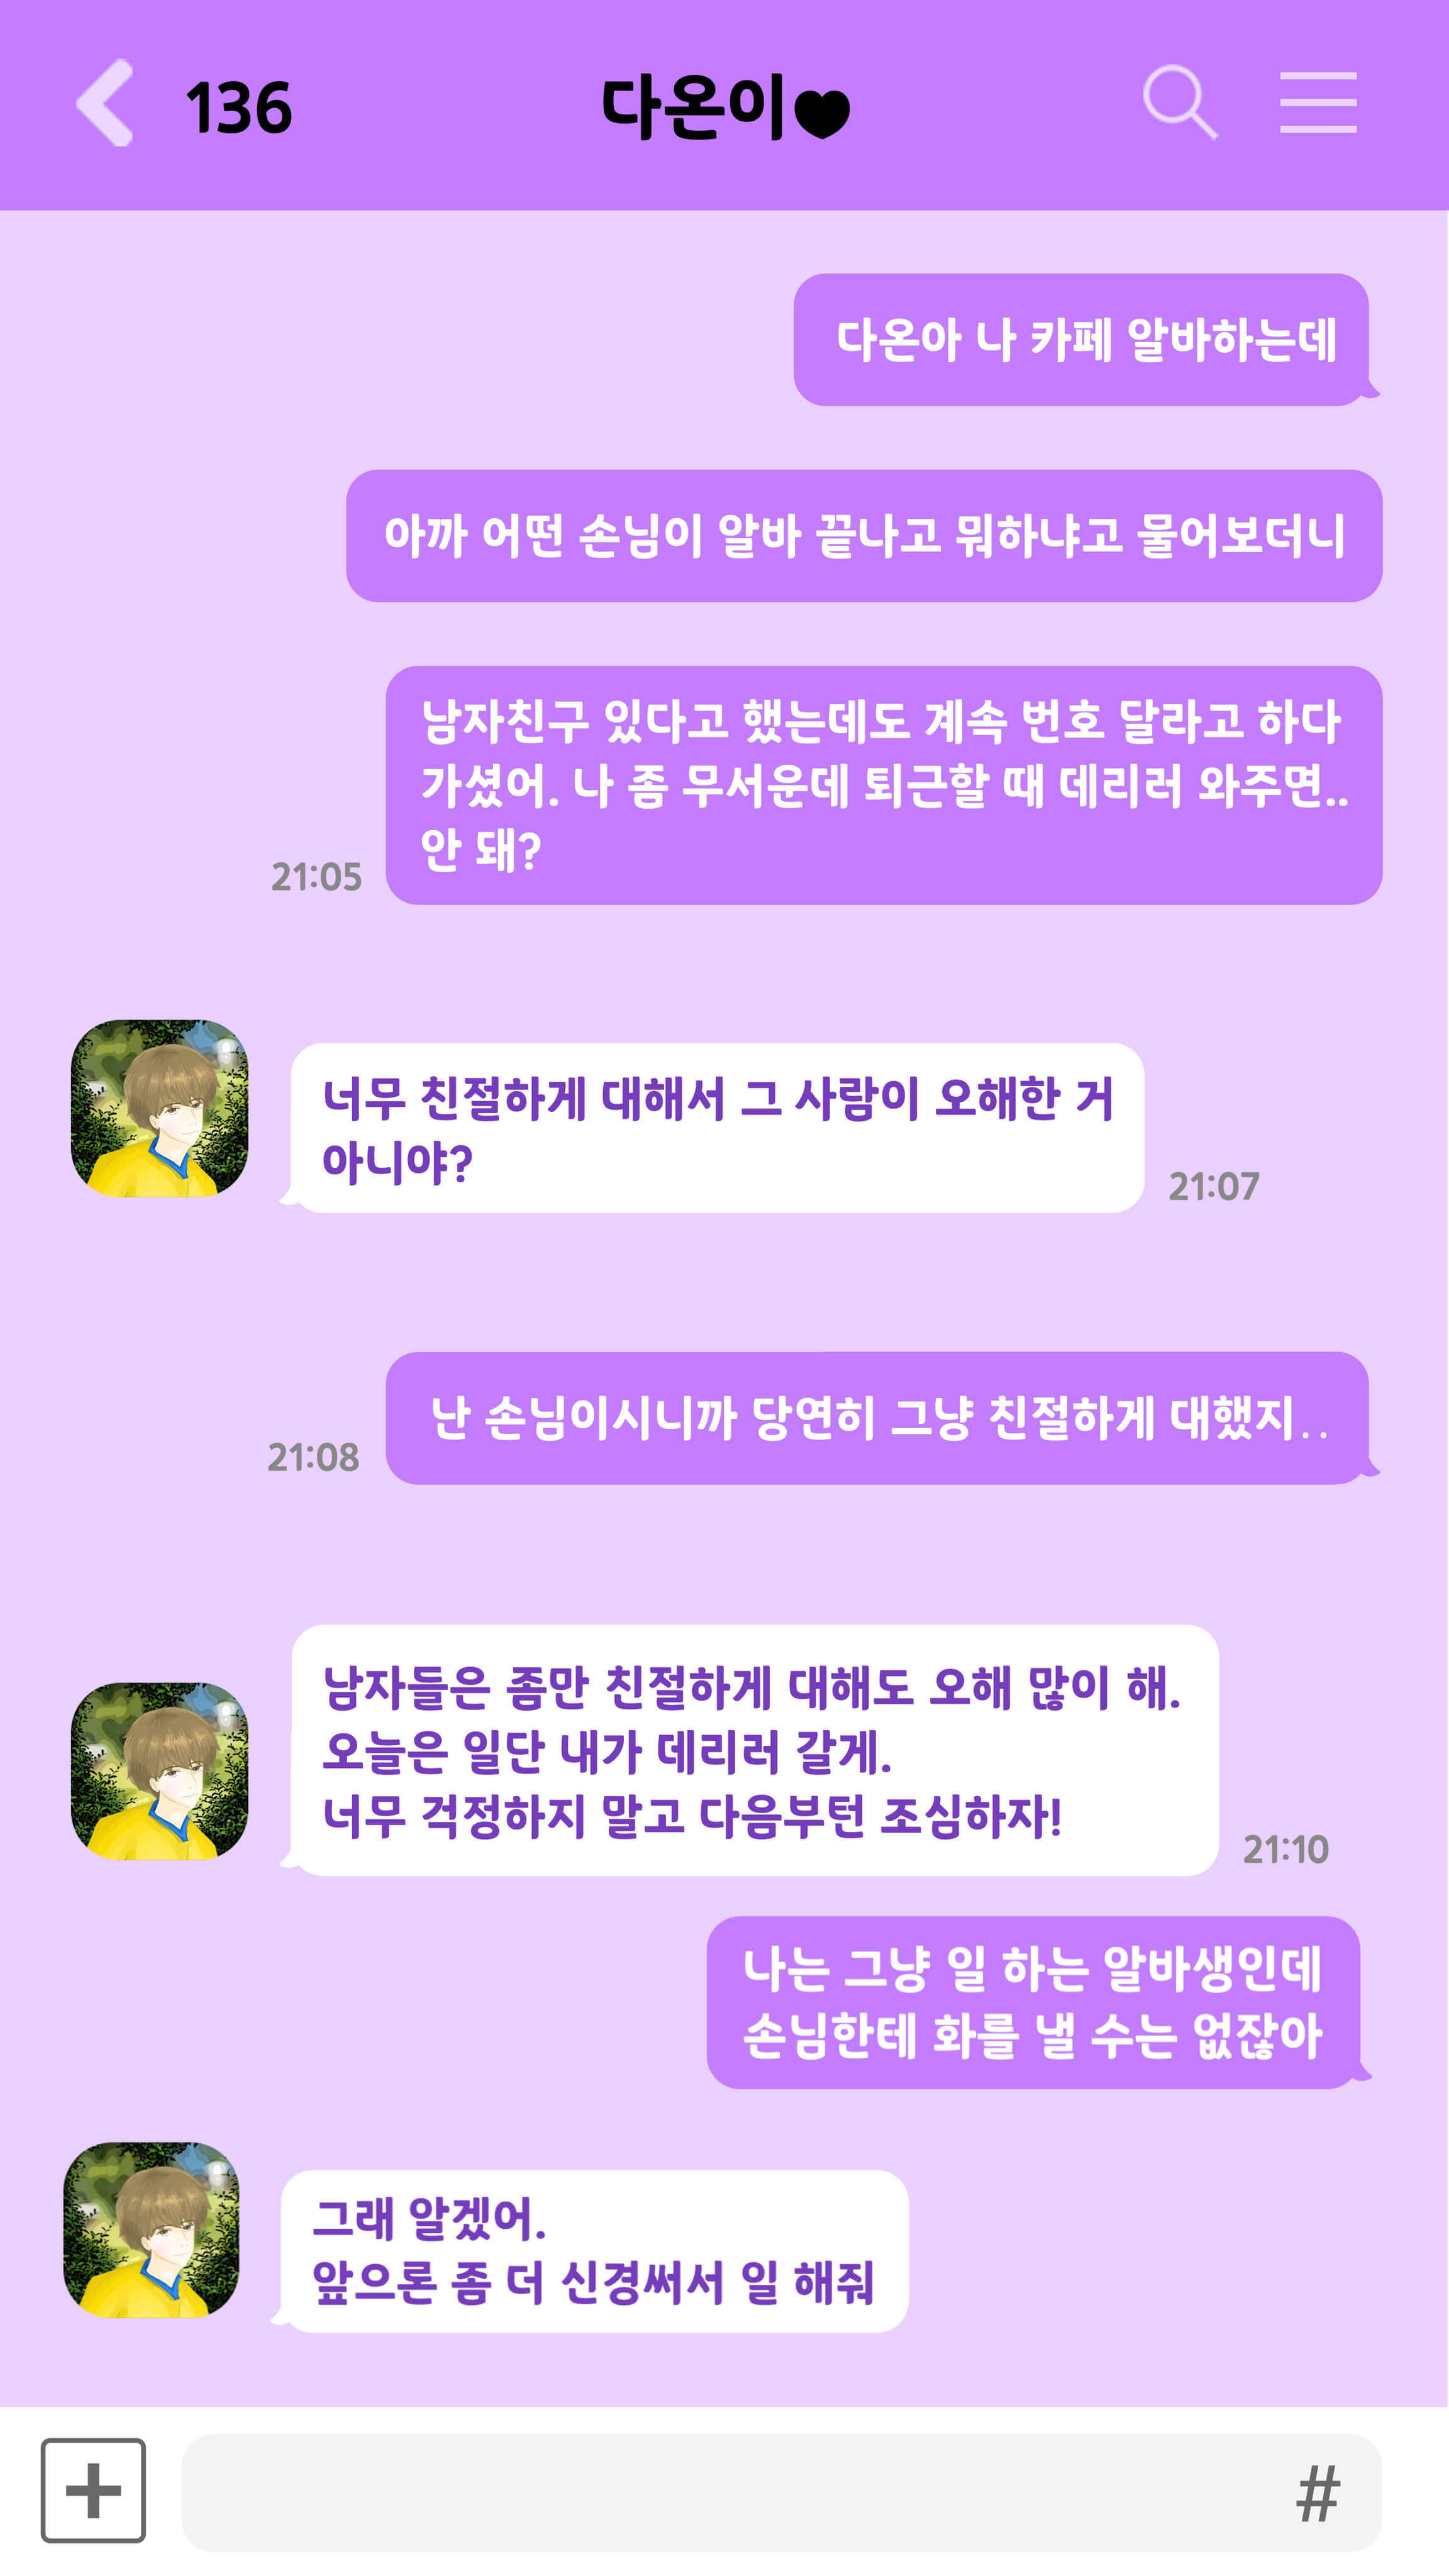 136
다온이♥
다온아 나 카페 알바하는데
아까 어떤 손님이 알바 끝나고 뭐하냐고 물어보더니
남자친구 있다고 했는데도 계속 번호 달라고 하다
가셨어. 나 좀 무서운데 퇴근할 때 데리러 와주면..
안 돼?
21:05
너무 친절하게 대해서 그 사람이 오해한 거
아니야?
21:07
난 손님이시니까 당연히 그냥 친절하게 대했지..
21:08
남자들은 좀만 친절하게 대해도 오해 많이 해.
오늘은 일단 내가 데리러 갈게.
너무 걱정하지 말고 다음부턴 조심하자!
21:10
나는 그냥 일 하는 알바생인데
손님한테 화를 낼 수는 없잖아
그래 알겠어.
앞으론 좀 더 신경써서 일 해줘
#